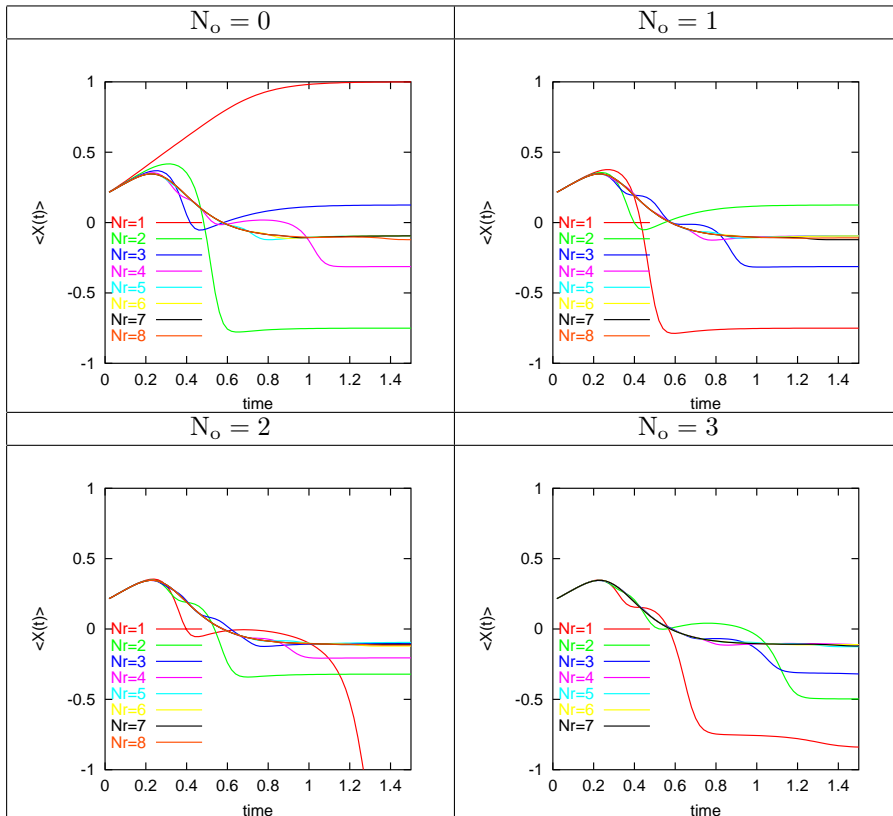 N₀ = 0
N₀ = 1
<X(t)>
1
0.5
0
-0.5
-1
Nr=1
Nr=2
Nr=3
Nr=4
Nr=5
Nr=6
Nr=7
Nr=8
0 0.2 0.4 0.6 0.8 1 1.2 1.4
time
<X(t)>
1
0.5
0
-0.5
-1
Nr=1
Nr=2
Nr=3
Nr=4
Nr=5
Nr=6
Nr=7
Nr=8
0 0.2 0.4 0.6 0.8 1 1.2 1.4
time
N₀ = 2
N₀ = 3
<X(t)>
1
0.5
0
-0.5
-1
Nr=1
Nr=2
Nr=3
Nr=4
Nr=5
Nr=6
Nr=7
Nr=8
0 0.2 0.4 0.6 0.8 1 1.2 1.4
time
<X(t)>
1
0.5
0
-0.5
-1
Nr=1
Nr=2
Nr=3
Nr=4
Nr=5
Nr=6
Nr=7
0 0.2 0.4 0.6 0.8 1 1.2 1.4
time